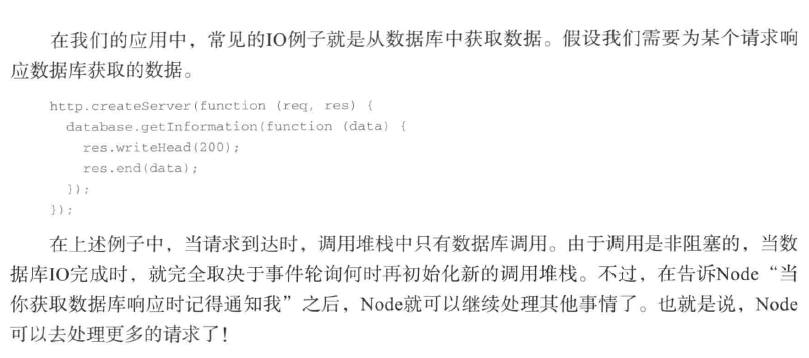 在我们的应用中，常见的IO例子就是从数据库中获取数据。假设我们需要为某个请求响
应数据库获取的数据。
http.createServer(function (req, res) {
  database.getInformation(function (data) {
    res.writeHead(200);
    res.end(data);
  });
});
在上述例子中，当请求到达时，调用堆栈中只有数据库调用。由于调用是非阻塞的，当数
据库IO完成时，就完全取决于事件轮询何时再初始化新的调用堆栈。不过，在告诉Node“当
你获取数据库响应时记得通知我”之后，Node就可以继续处理其他事情了。也就是说，Node
可以去处理更多的请求了！